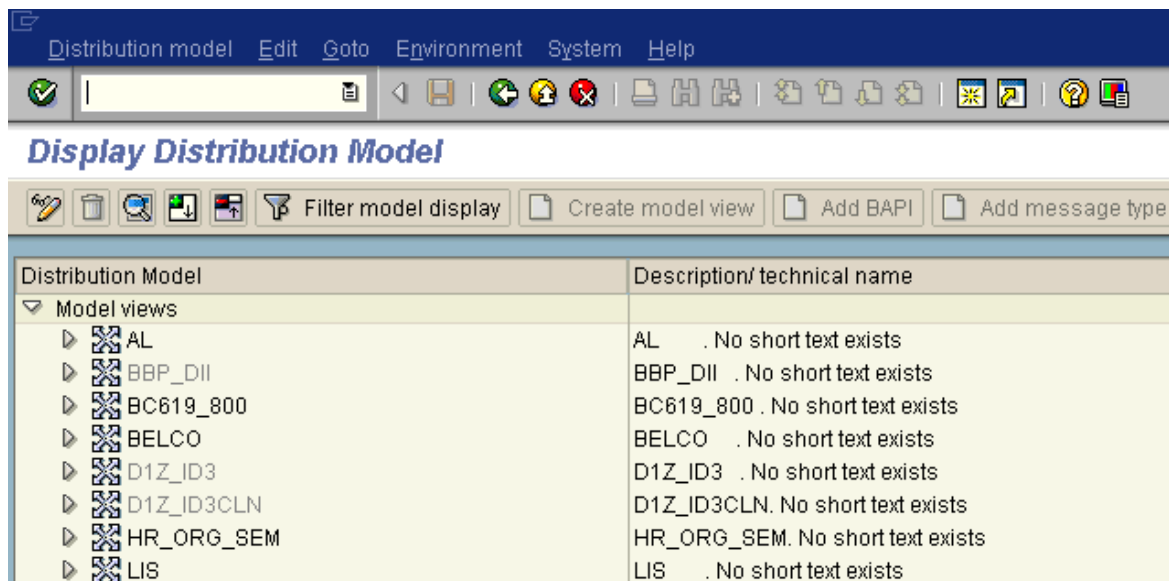 Distribution model Edit Goto Environment System Help
Display Distribution Model
Filter model display Create model view Add BAPI Add message type
Distribution Model Description/ technical name
Model views
AL AL . No short text exists
BBP_DII BBP_DII . No short text exists
BC619_800 BC619_800 . No short text exists
BELCO BELCO . No short text exists
D1Z_ID3 D1Z_ID3 . No short text exists
D1Z_ID3CLN D1Z_ID3CLN. No short text exists
HR_ORG_SEM HR_ORG_SEM. No short text exists
LIS LIS . No short text exists